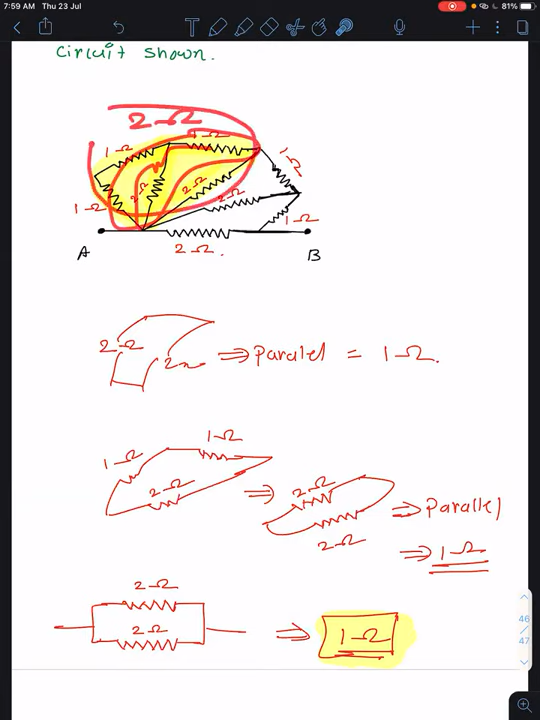 7:59 AM Thu 23 Jul 81%
Circuit shown.
2Ω
1Ω 1Ω
1Ω
1Ω 2Ω 2Ω 2Ω 1Ω
A 2Ω. B
2Ω 2Ω ⇒ Parallel = 1Ω.
1Ω 1Ω
2Ω ⇒ 2Ω 2Ω ⇒ Parallel
⇒ 1Ω
2Ω
2Ω ⇒ 1Ω
46
/
47